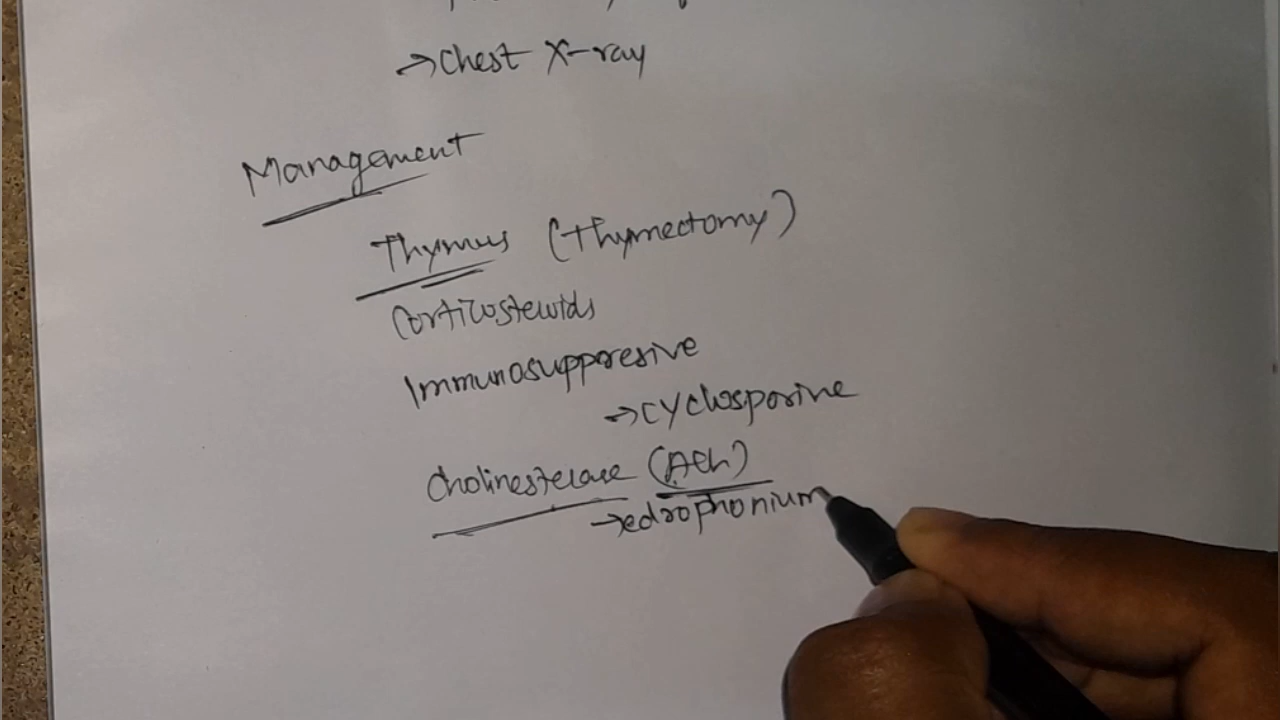 → Chest X-ray
Management
Thymus (Thymectomy)
Corticosteroids
Immunosuppresive
→ cyclosporine
Cholinesterase (ACh)
→ edrophonium